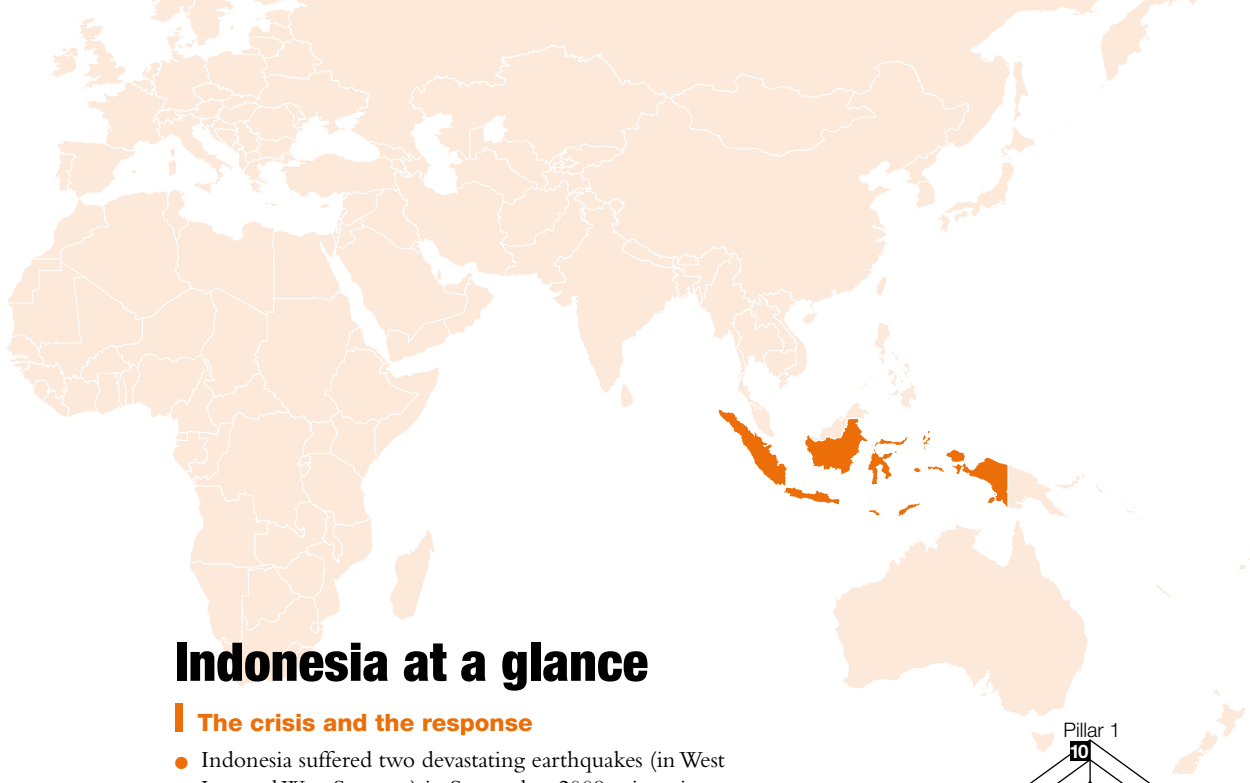 Indonesia at a glance
The crisis and the response
Indonesia suffered two devastating earthquakes (in West
Pillar 1
10